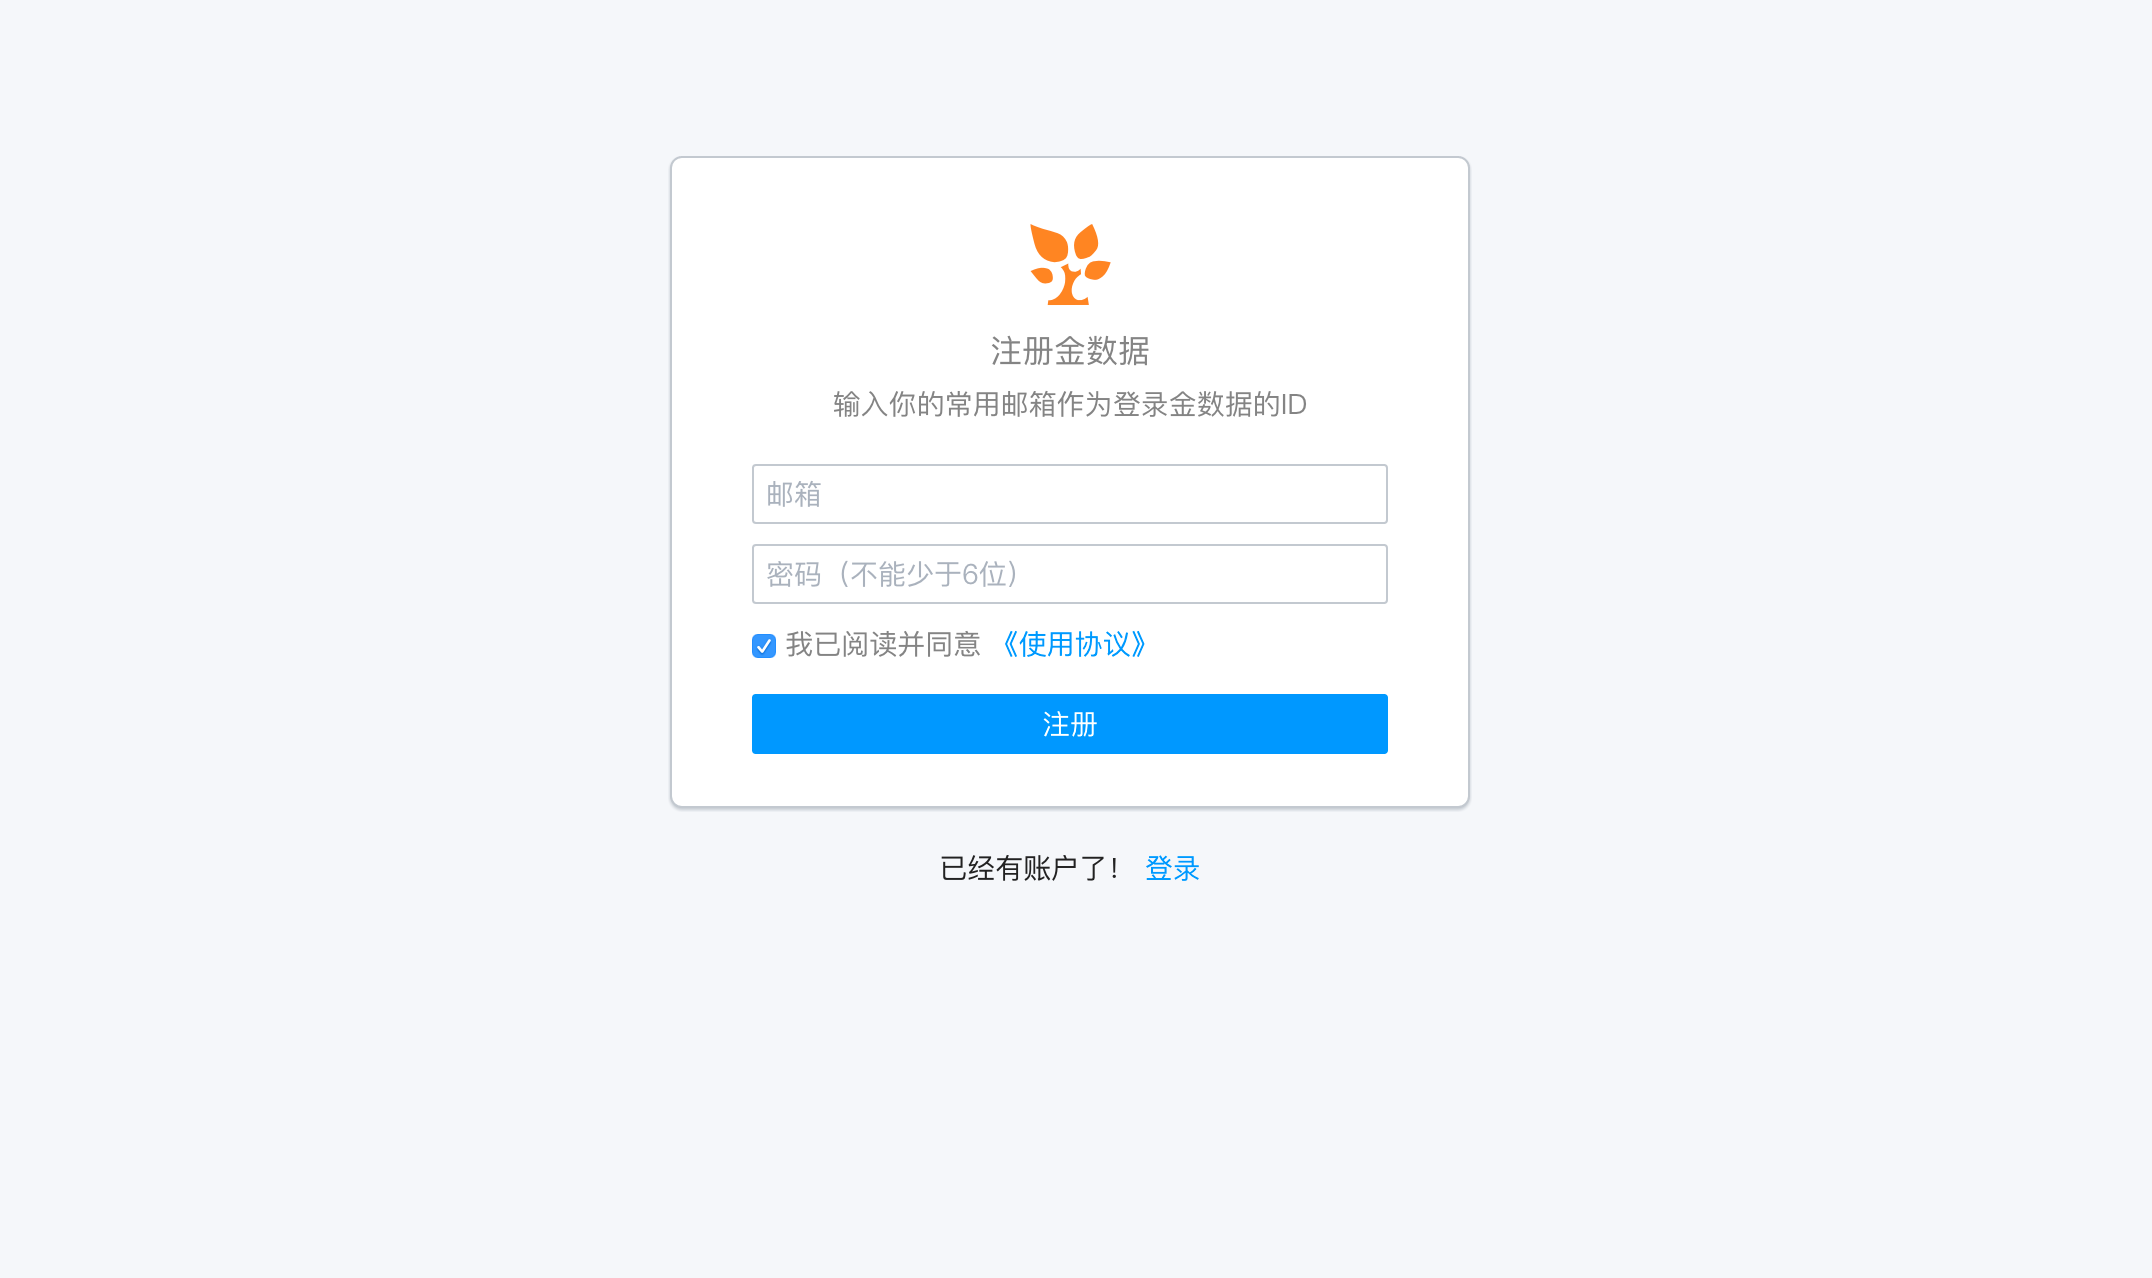 注册金数据
输入你的常用邮箱作为登录金数据的ID
邮箱
密码（不能少于6位）
我已阅读并同意 《使用协议》
注册
已经有账户了！ 登录